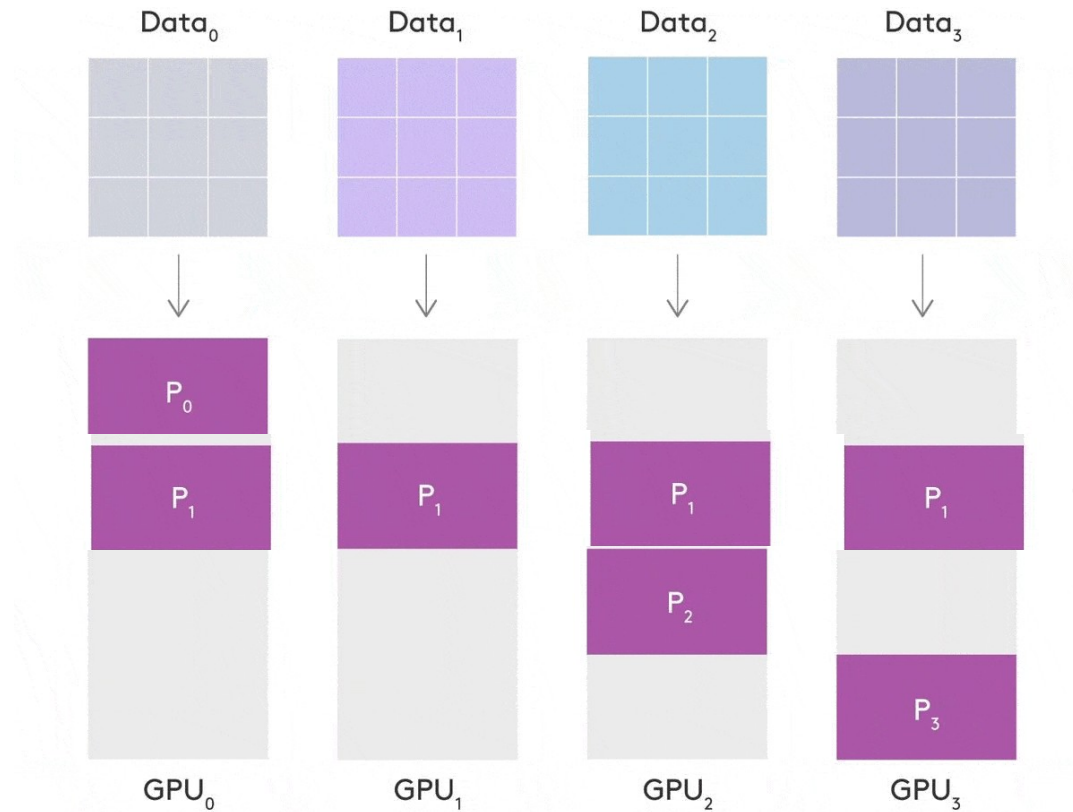 Data₀ Data₁ Data₂ Data₃
P₀
P₁ P₁ P₁ P₁
P₂
P₃
GPU₀ GPU₁ GPU₂ GPU₃